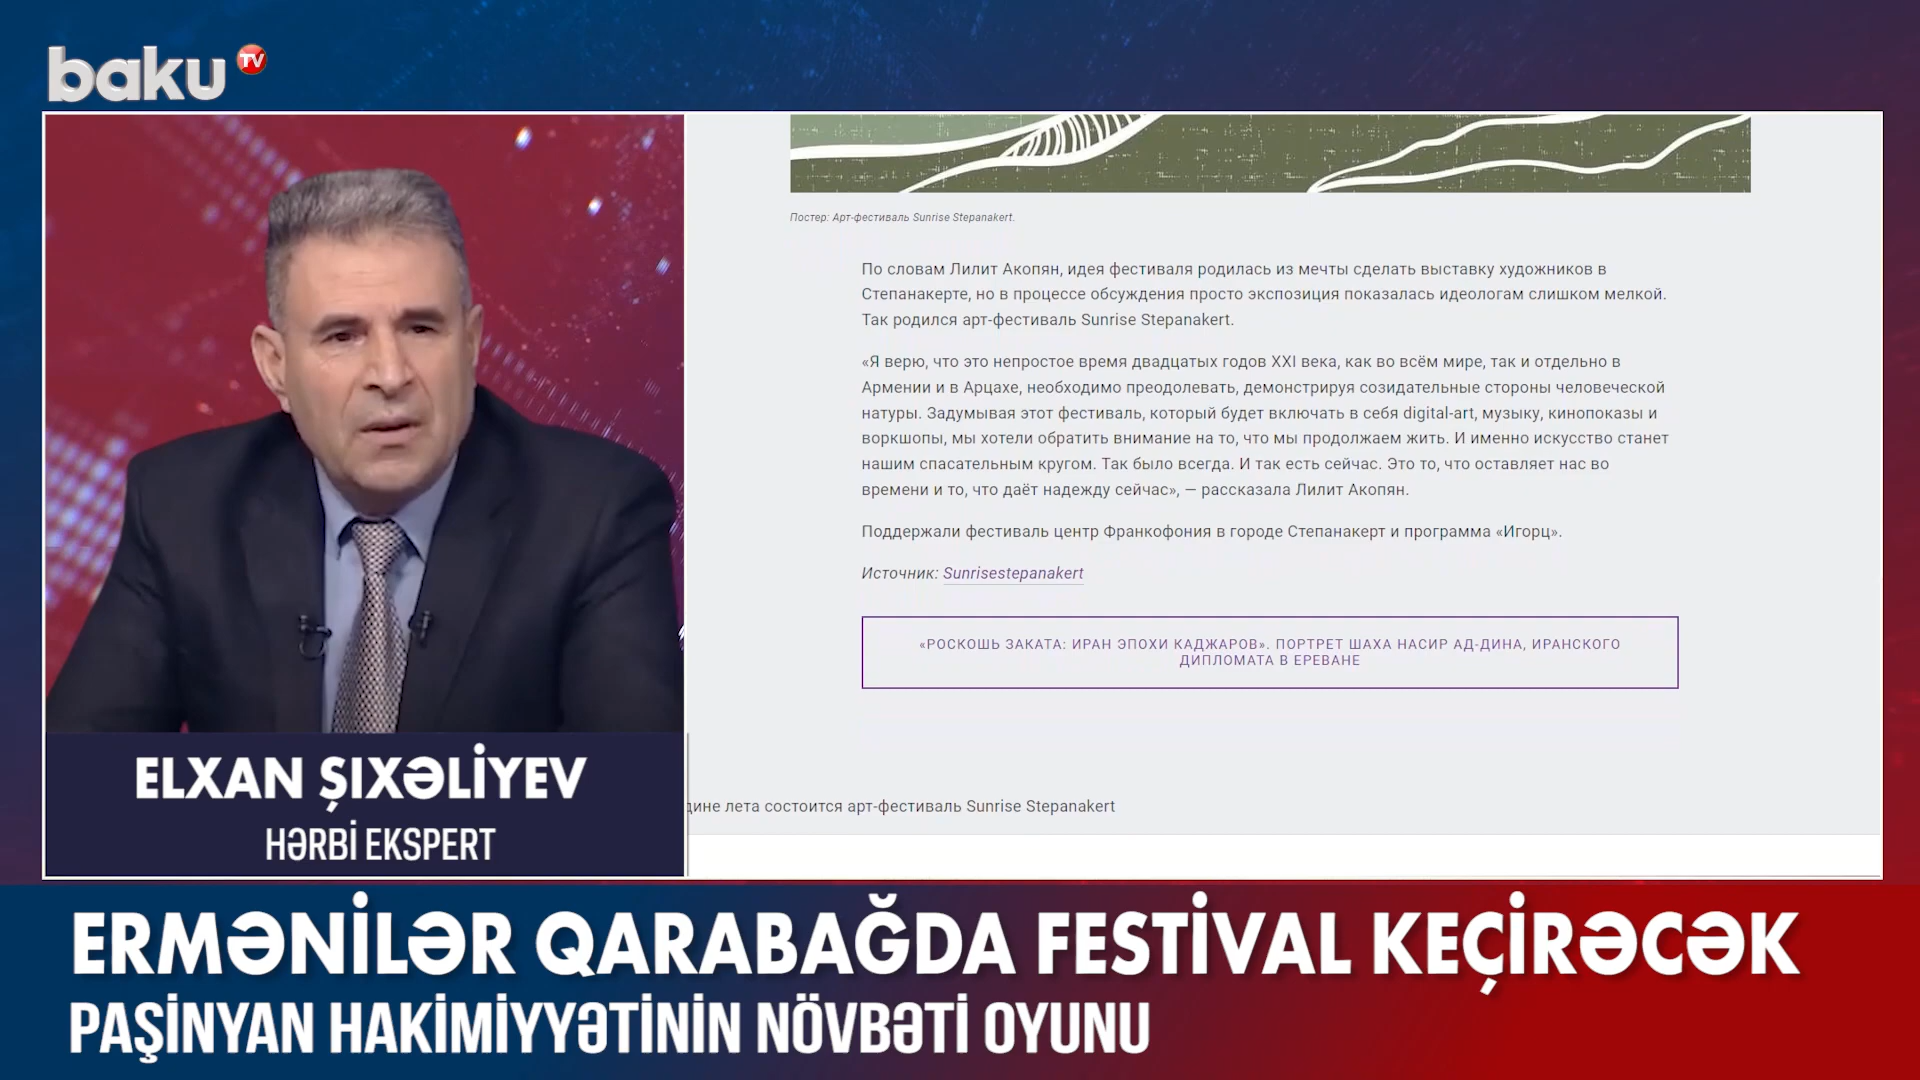 baku TV
Постер: Арт-фестиваль Sunrise Stepanakert.
По словам Лилит Акопян, идея фестиваля родилась из мечты сделать выставку художников в
Степанакерте, но в процессе обсуждения просто экспозиция показалась идеологам слишком мелкой.
Так родился арт-фестиваль Sunrise Stepanakert.
«Я верю, что это непростое время двадцатых годов XXI века, как во всём мире, так и отдельно в
Армении и в Арцахе, необходимо преодолевать, демонстрируя созидательные стороны человеческой
натуры. Задумывая этот фестиваль, который будет включать в себя digital-art, музыку, кинопоказы и
воркшопы, мы хотели обратить внимание на то, что мы продолжаем жить. И именно искусство станет
нашим спасательным кругом. Так было всегда. И так есть сейчас. Это то, что оставляет нас во
времени и то, что даёт надежду сейчас», — рассказала Лилит Акопян.
Поддержали фестиваль центр Франкофония в городе Степанакерт и программа «Игорц».
Источник: Sunrisestepanakert
«РОСКОШЬ ЗАКАТА: ИРАН ЭПОХИ КАДЖАРОВ». ПОРТРЕТ ШАХА НАСИР АД-ДИНА, ИРАНСКОГО
ДИПЛОМАТА В ЕРЕВАНЕ
дине лета состоится арт-фестиваль Sunrise Stepanakert
ELXAN ŞIXƏLİYEV
HƏRBİ EKSPERT
ERMƏNİLƏR QARABAĞDA FESTİVAL KEÇİRƏCƏK
PAŞİNYAN HAKİMİYYƏTİNİN NÖVBƏTİ OYUNU